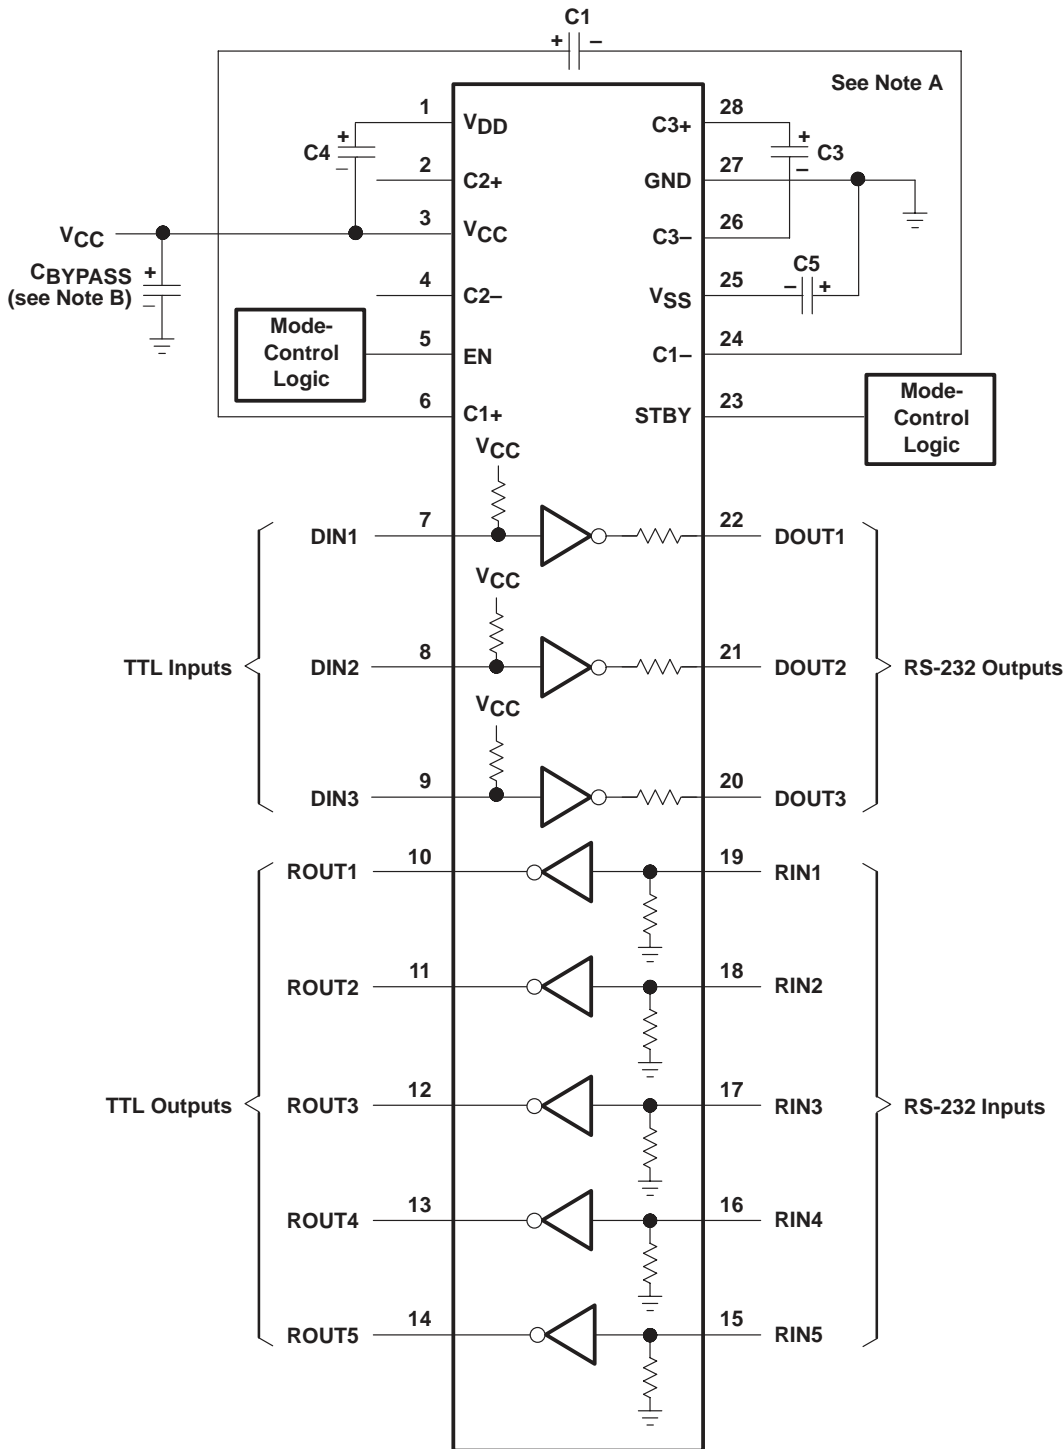 C1
+ –
See Note A
1 VDD C3+ 28
C4 + – + – C3
2 C2+ GND 27
VCC 3 VCC C3– 26
CBYPASS + –
(see Note B)
4 C2– VSS 25 – C5 +
Mode-
Control
Logic
5 EN C1– 24
6 C1+ STBY 23
Mode-
Control
Logic
VCC
DIN1 7 22 DOUT1
VCC
TTL Inputs DIN2 8 21 DOUT2 RS-232 Outputs
VCC
DIN3 9 20 DOUT3
ROUT1 10 19 RIN1
ROUT2 11 18 RIN2
TTL Outputs ROUT3 12 17 RIN3 RS-232 Inputs
ROUT4 13 16 RIN4
ROUT5 14 15 RIN5